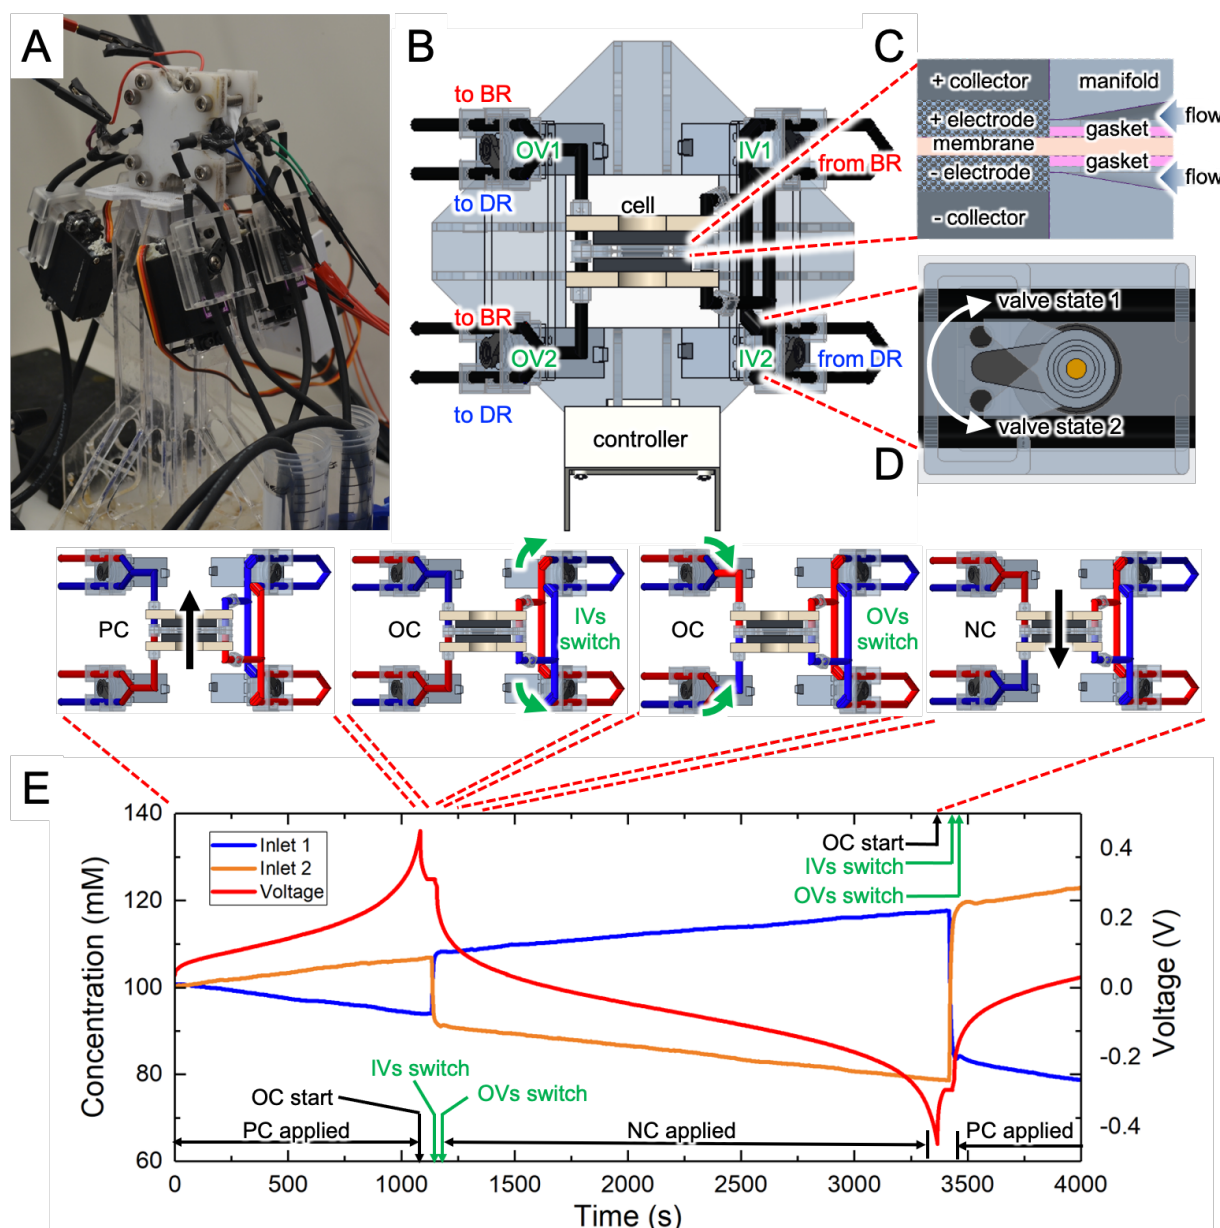 A
B
C
to BR
OV1
to DR
cell
IV1
from BR
to BR
OV2
to DR
IV2
from DR
controller
+ collector
manifold
+ electrode
flow
gasket
membrane
gasket
- electrode
flow
- collector
valve state 1
valve state 2
D
PC
OC
IVs
switch
OC
OVs
switch
NC
E
140
120
100
80
60
Concentration (mM)
Inlet 1
Inlet 2
Voltage
OC start
IVs switch
OVs switch
0.4
0.2
0.0
-0.2
-0.4
Voltage (V)
IVs switch
OC start
OVs switch
PC applied
NC applied
PC applied
0
500
1000
1500
2000
2500
3000
3500
4000
Time (s)